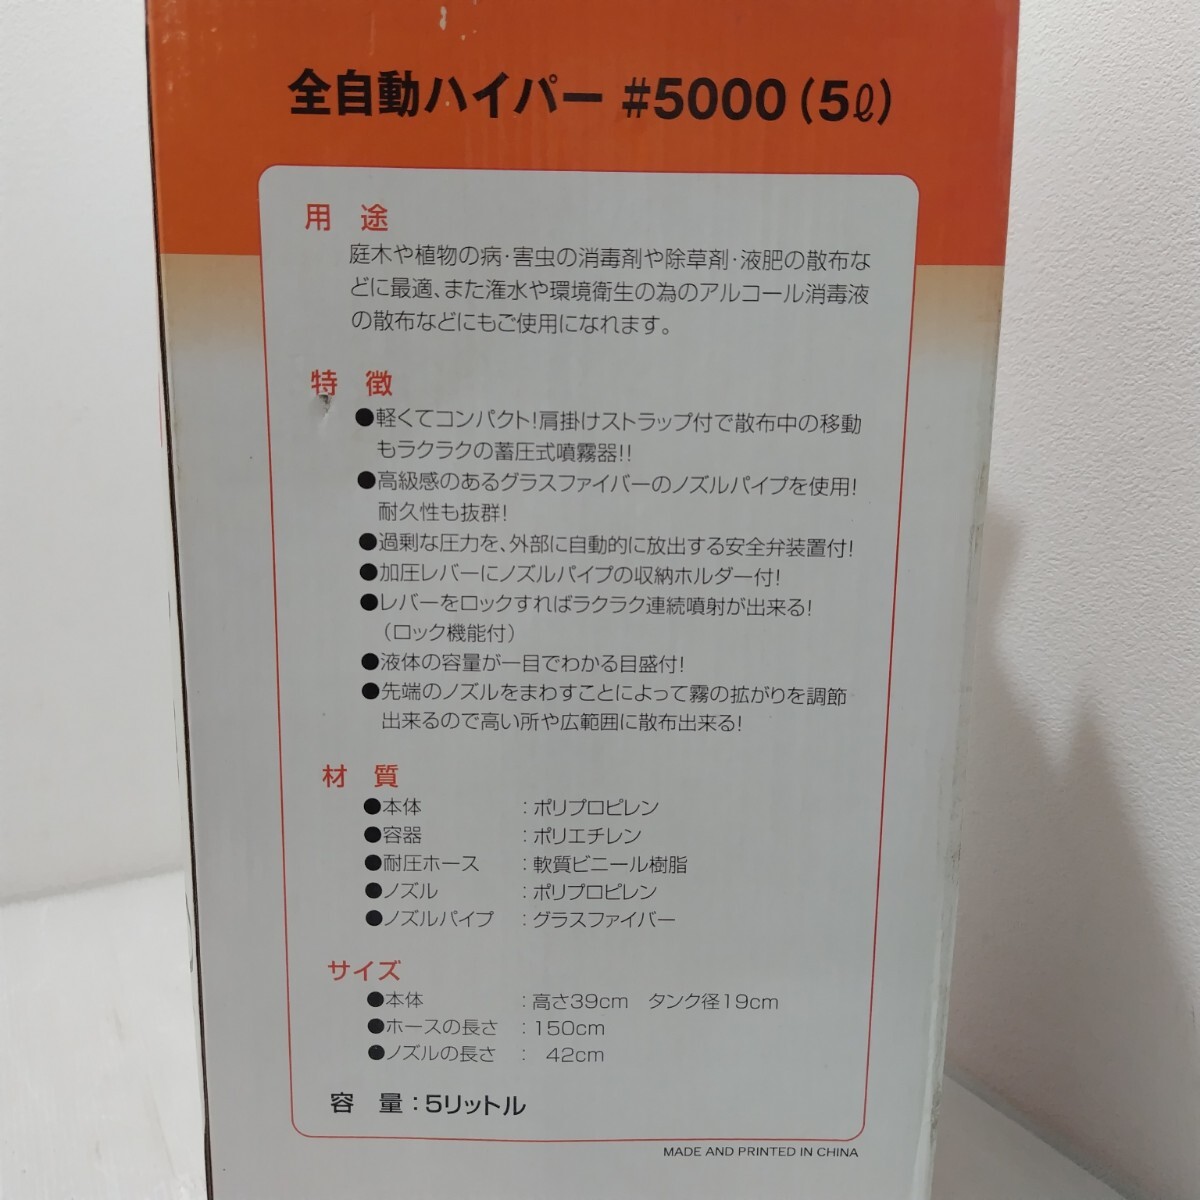 全自動ハイパー #5000(5ℓ)
用 途
庭木や植物の病・害虫の消毒剤や除草剤・液肥の散布な
どに最適、また潅水や環境衛生の為のアルコール消毒液
の散布などにもご使用になれます。
特 徴
●軽くてコンパクト!肩掛けストラップ付で散布中の移動
もラクラクの蓄圧式噴霧器!!
●高級感のあるグラスファイバーのノズルパイプを使用!
耐久性も抜群!
●過剰な圧力を、外部に自動的に放出する安全弁装置付!
●加圧レバーにノズルパイプの収納ホルダー付!
●レバーをロックすればラクラク連続噴射が出来る!
（ロック機能付）
●液体の容量が一目でわかる目盛付!
●先端のノズルをまわすことによって霧の拡がりを調節
出来るので高い所や広範囲に散布出来る!
材 質
●本体 :ポリプロピレン
●容器 :ポリエチレン
●耐圧ホース :軟質ビニール樹脂
●ノズル :ポリプロピレン
●ノズルパイプ :グラスファイバー
サイズ
●本体 :高さ39cm タンク径19cm
●ホースの長さ :150cm
●ノズルの長さ : 42cm
容 量:5リットル
MADE AND PRINTED IN CHINA